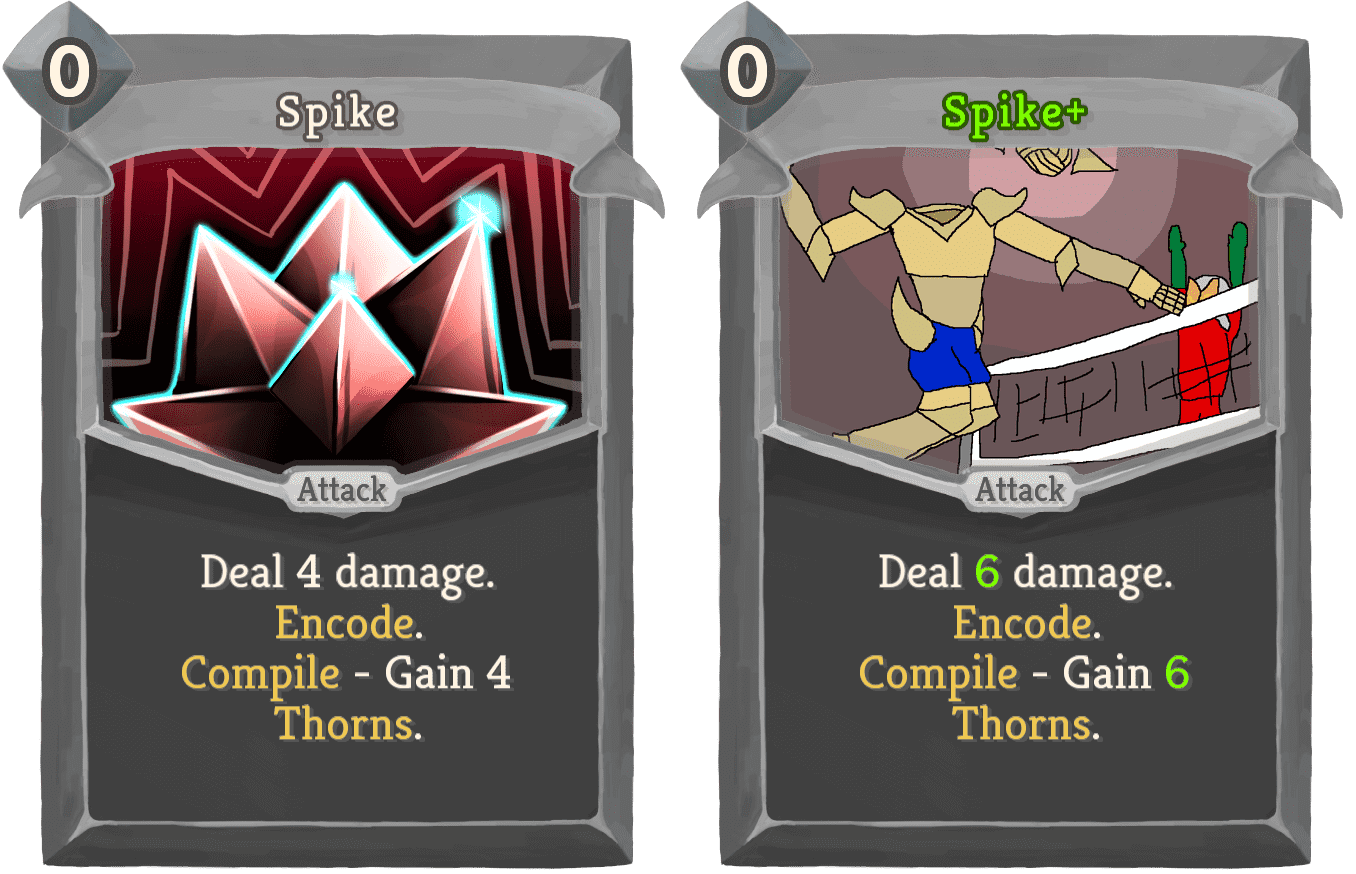 0
Spike
Attack
Deal 4 damage.
Encode.
Compile - Gain 4
Thorns.
0
Spike+
Attack
Deal 6 damage.
Encode.
Compile - Gain 6
Thorns.